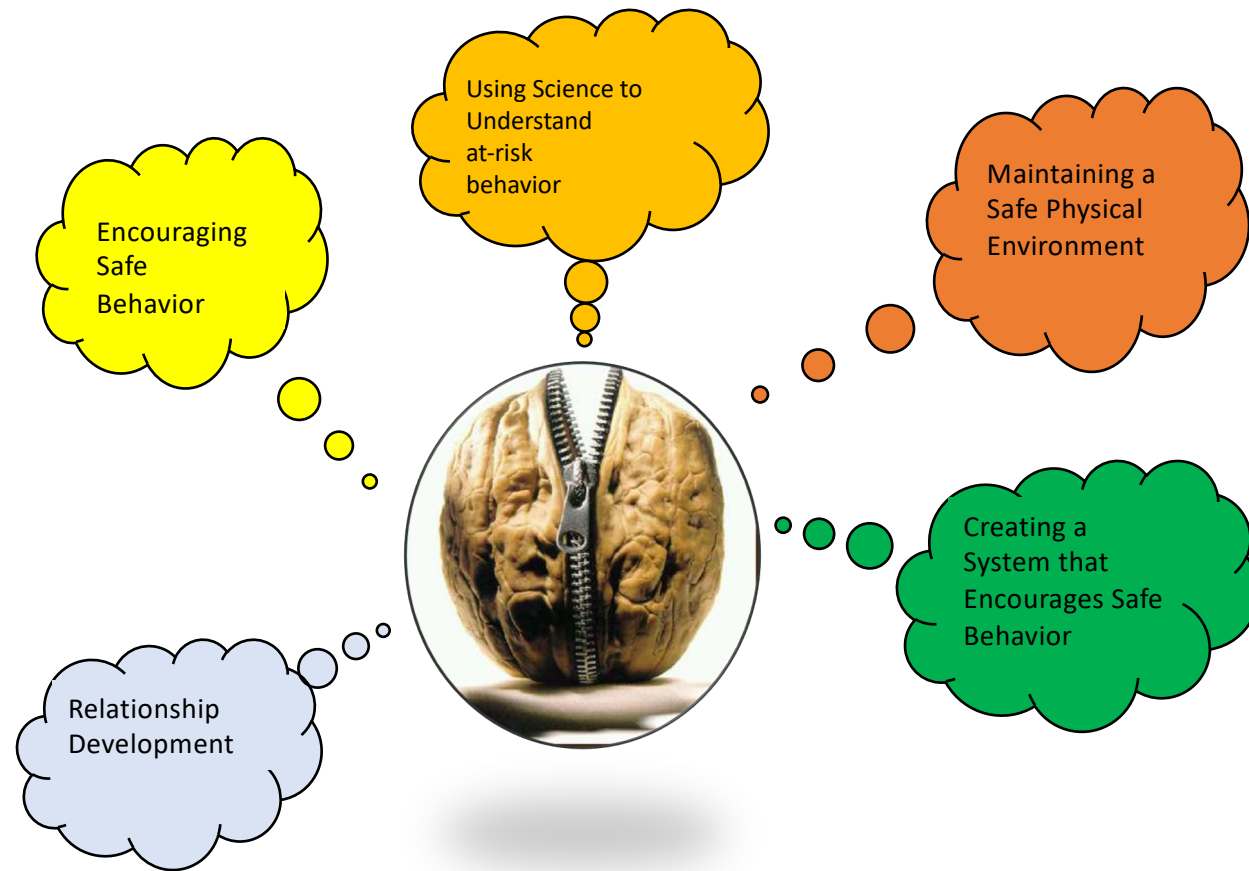 Using Science to
Understand
at-risk
behavior
Encouraging
Safe
Behavior
Maintaining a
Safe Physical
Environment
Creating a
System that
Encourages Safe
Behavior
Relationship
Development